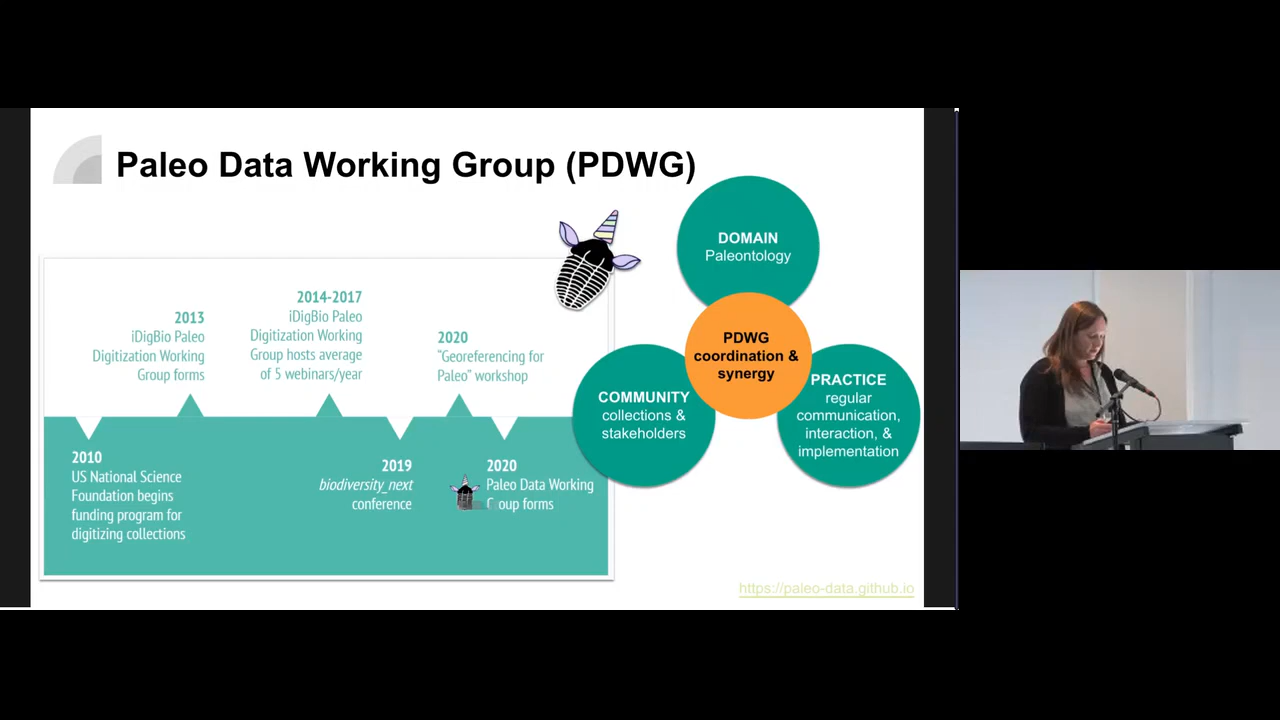 Paleo Data Working Group (PDWG)
DOMAIN
Paleontology
PDWG
coordination &
synergy
COMMUNITY
collections &
stakeholders
PRACTICE
regular
communication,
interaction, &
implementation
2010
US National Science
Foundation begins
funding program for
digitizing collections
2013
iDigBio Paleo
Digitization Working
Group forms
2014-2017
iDigBio Paleo
Digitization Working
Group hosts average
of 5 webinars/year
2019
biodiversity_next
conference
2020
"Georeferencing for
Paleo" workshop
2020
Paleo Data Working
Group forms
https://paleo-data.github.io